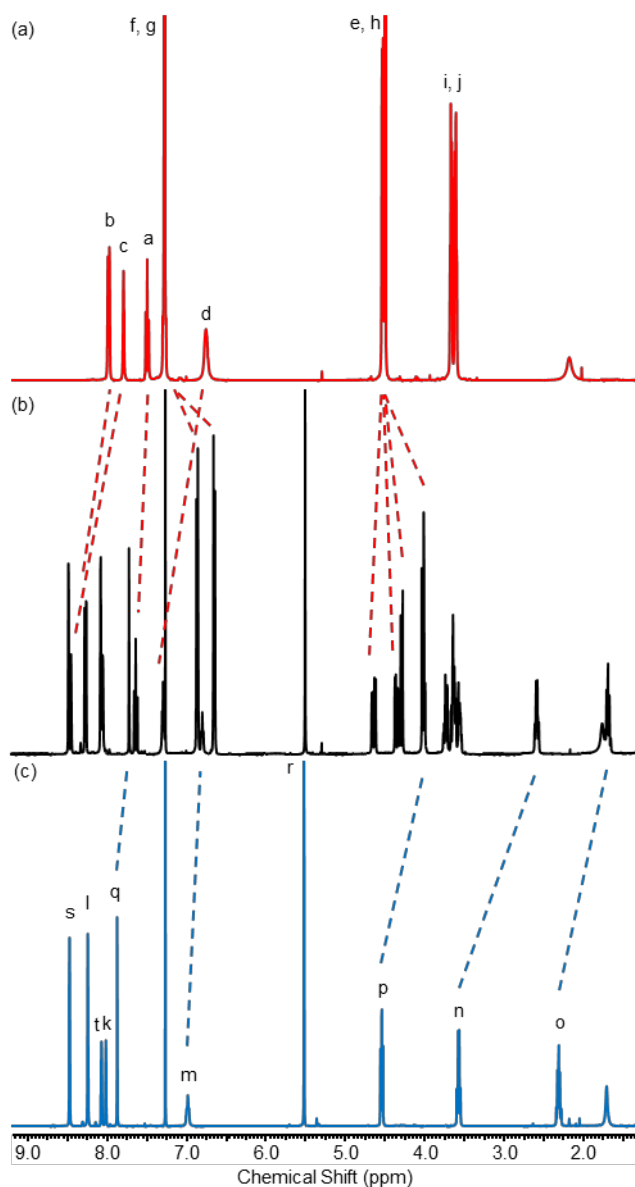 (a)
f, g
e, h
i, j
b
c
a
d
(b)
(c)
r
s
l
q
t
k
m
p
n
o
9.0 8.0 7.0 6.0 5.0 4.0 3.0 2.0
Chemical Shift (ppm)